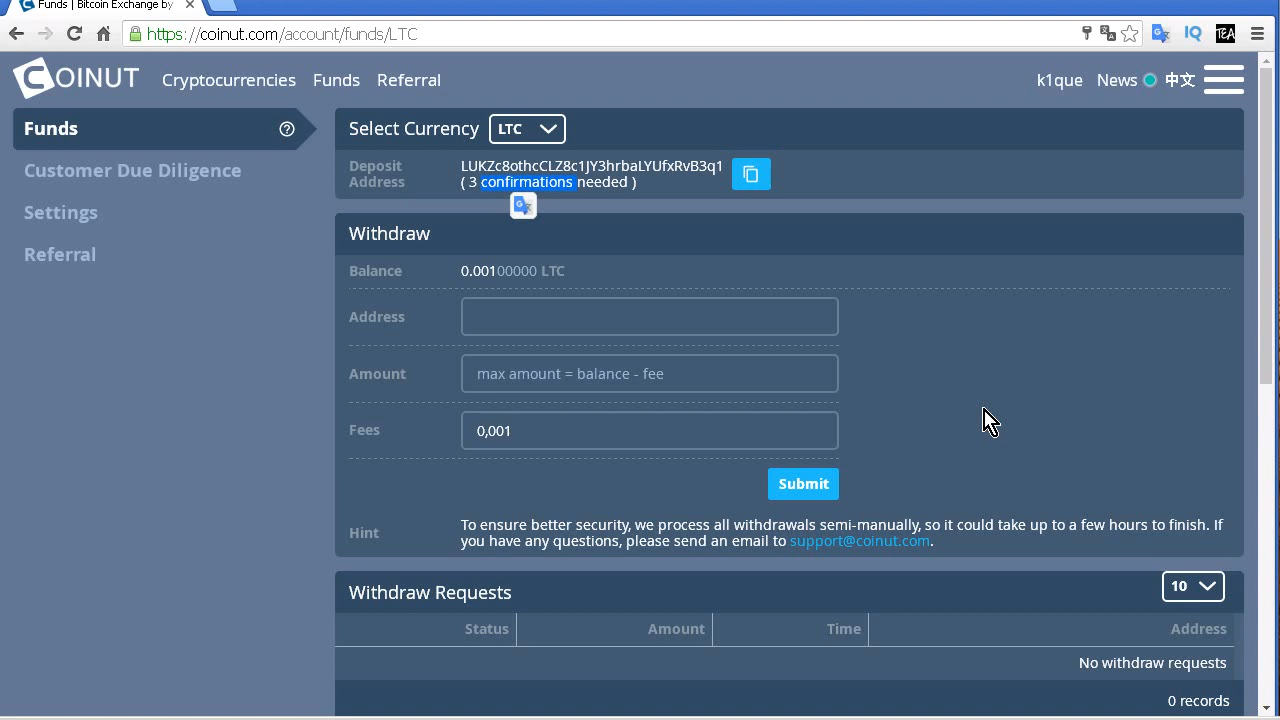 Funds | Bitcoin Exchange by
https://coinut.com/account/funds/LTC
COINUT Cryptocurrencies Funds Referral k1que News 中文
Funds
Customer Due Diligence
Settings
Referral
Select Currency LTC
Deposit Address LUKZc8othcCLZ8c1JY3hrbaLYUfxRvB3q1
( 3 confirmations needed )
Withdraw
Balance 0.00100000 LTC
Address
Amount max amount = balance - fee
Fees 0,001
Submit
Hint To ensure better security, we process all withdrawals semi-manually, so it could take up to a few hours to finish. If
you have any questions, please send an email to support@coinut.com.
Withdraw Requests 10
Status Amount Time Address
No withdraw requests
0 records